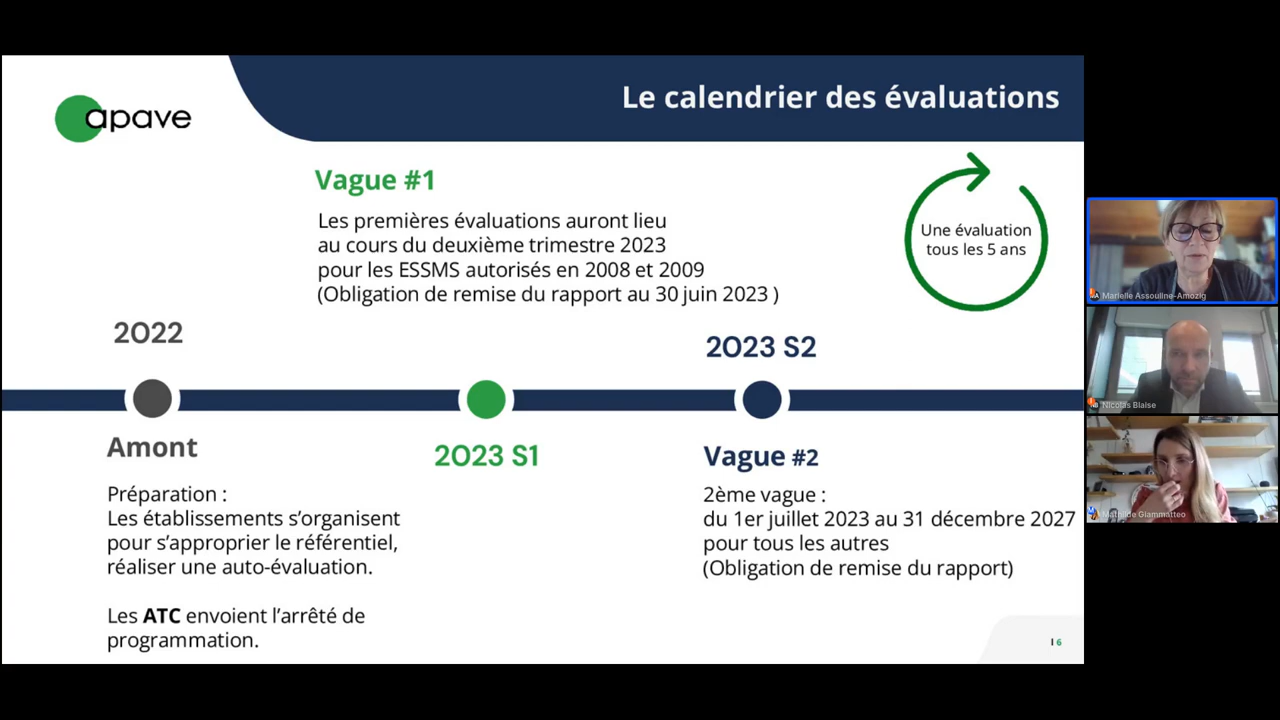 apave
Le calendrier des évaluations
Vague #1
Les premières évaluations auront lieu
au cours du deuxième trimestre 2023
pour les ESSMS autorisés en 2008 et 2009
(Obligation de remise du rapport au 30 juin 2023 )
Une évaluation
tous les 5 ans
2022
Amont
Préparation :
Les établissements s’organisent
pour s’approprier le référentiel,
réaliser une auto-évaluation.
Les ATC envoient l’arrêté de
programmation.
2023 S1
2023 S2
Vague #2
2ème vague :
du 1er juillet 2023 au 31 décembre 2027
pour tous les autres
(Obligation de remise du rapport)
I 6
Marielle Assouline-Amozig
Nicolas Blaise
Mathilde Giammatteo